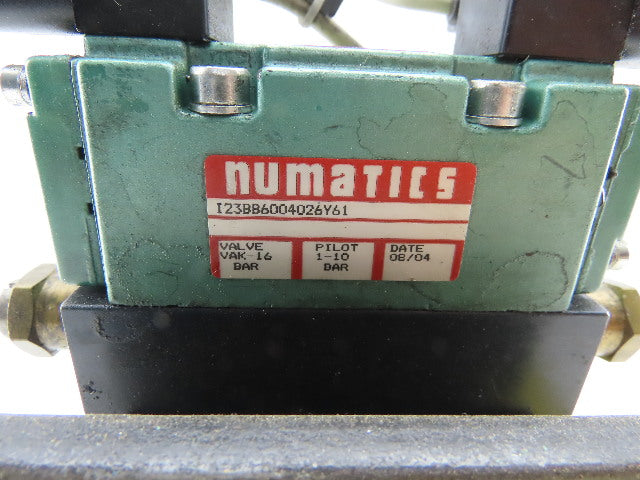 numatics
I23BB6004026Y61
VALVE
VAK-16
BAR
PILOT
1-10
BAR
DATE
08/04